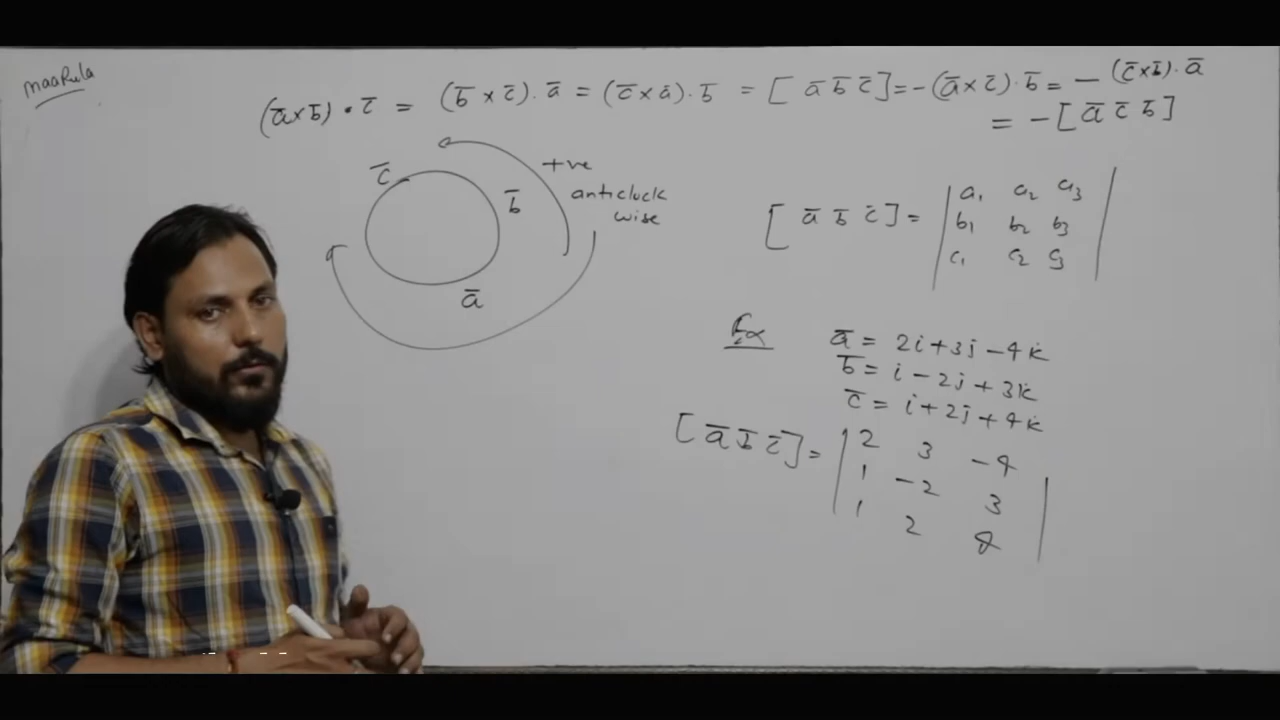 maaRula
(a̅×b̅)•c̅ = (b̅×c̅).a̅ = (c̅×a̅).b̅ = [a̅ b̅ c̅] = -(a̅×c̅).b̅ = -(c̅×b̅).a̅
= -[a̅ c̅ b̅]
c̅
b̅
a̅
+ve
anticlock
wise
[a̅ b̅ c̅] = | a₁ a₂ a₃
b₁ b₂ b₃
c₁ c₂ c₃ |
Ex
a̅ = 2i+3j-4k
b̅ = i-2j+3k
c̅ = i+2j+4k
[a̅ b̅ c̅] = | 2 3 -4
1 -2 3
1 2 4 |